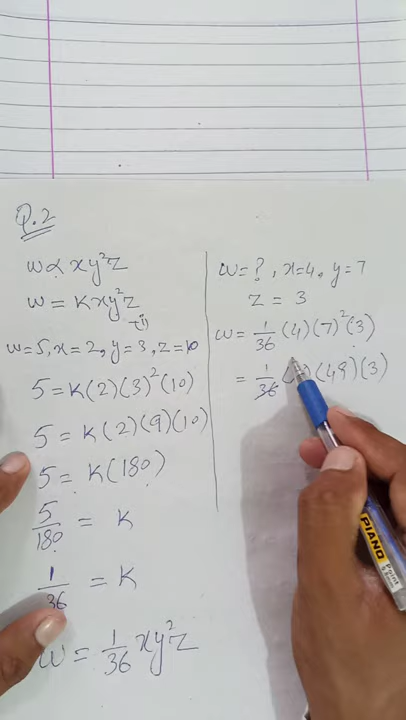 Q.2
w∝xy²z
w = Kxy²z
(i)
w=5, x=2, y=3, z=10
5=K(2)(3)²(10)
5 = K(2)(9)(10)
5 = K(180)
5/180 = K
1/36 = K
w = 1/36 xy²z
w=?, x=4, y=7
z = 3
w= 1/36 (4)(7)²(3)
= 1/36 (49)(3)
PIANO
Point